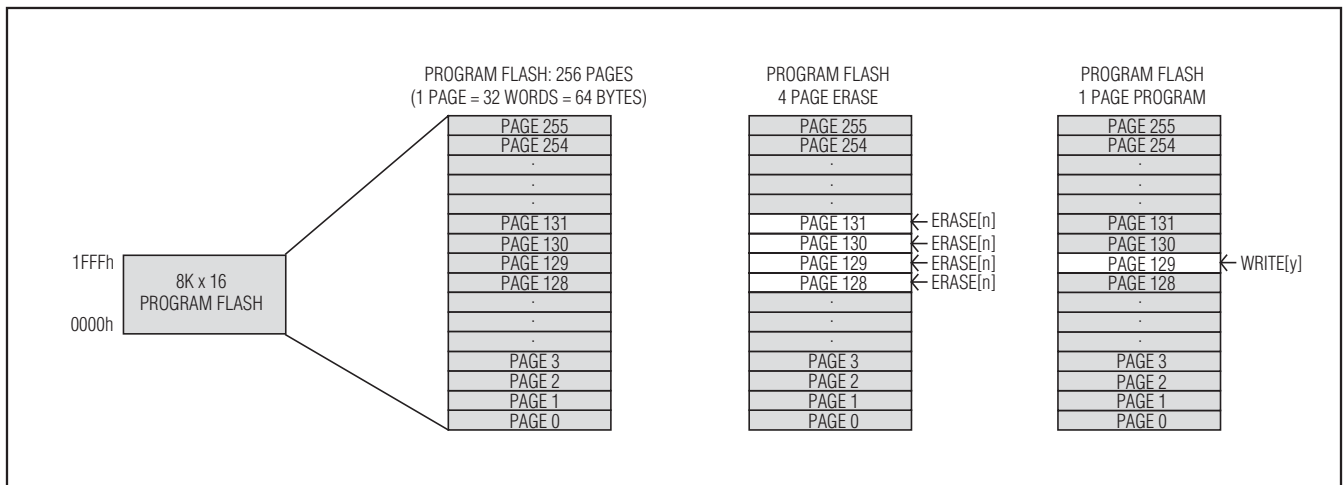 PROGRAM FLASH: 256 PAGES
(1 PAGE = 32 WORDS = 64 BYTES)
PAGE 255
PAGE 254
.
.
.
PAGE 131
PAGE 130
PAGE 129
PAGE 128
.
.
.
PAGE 3
PAGE 2
PAGE 1
PAGE 0
1FFFh
8K x 16
PROGRAM FLASH
0000h
PROGRAM FLASH
4 PAGE ERASE
PAGE 255
PAGE 254
.
.
.
PAGE 131 ERASE[n]
PAGE 130 ERASE[n]
PAGE 129 ERASE[n]
PAGE 128 ERASE[n]
.
.
.
PAGE 3
PAGE 2
PAGE 1
PAGE 0
PROGRAM FLASH
1 PAGE PROGRAM
PAGE 255
PAGE 254
.
.
.
PAGE 131
PAGE 130
PAGE 129 WRITE[y]
PAGE 128
.
.
.
PAGE 3
PAGE 2
PAGE 1
PAGE 0